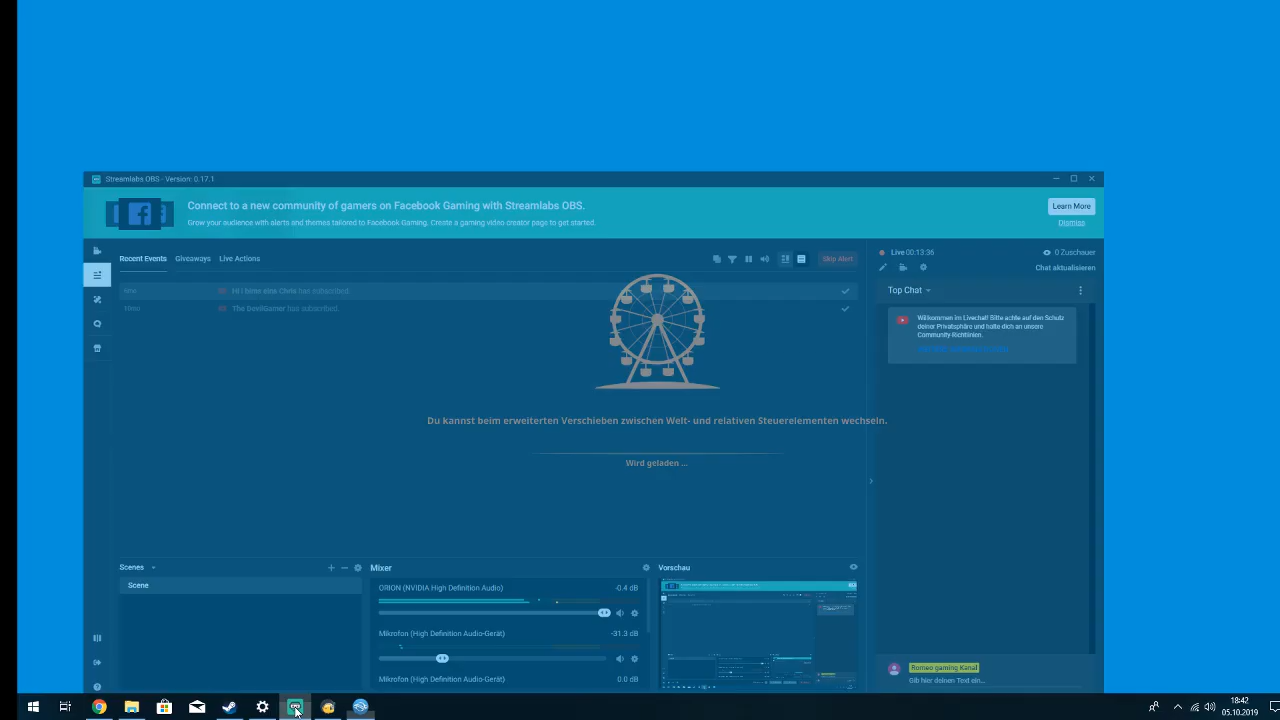 Streamlabs OBS - Version: 0.17.1
Connect to a new community of gamers on Facebook Gaming with Streamlabs OBS.
Grow your audience with alerts and themes tailored to Facebook Gaming. Create a gaming video creator page to get started.
Learn More
Dismiss
Recent Events Giveaways Live Actions
Skip Alert
has subscribed.
The DevilGamer has subscribed.
Live 00:13:36
0 Zuschauer
Chat aktualisieren
Top Chat
Willkommen im Livechat! Bitte achte auf den Schutz
deiner Privatsphäre und halte dich an unsere
Community-Richtlinien.
Du kannst beim erweiterten Verschieben zwischen Welt- und relativen Steuerelementen wechseln.
Wird geladen ...
Scenes
Scene
Mixer
ORION (NVIDIA High Definition Audio) -0.4 dB
Mikrofon (High Definition Audio-Gerät) -31.3 dB
Mikrofon (High Definition Audio-Gerät) 0.0 dB
Vorschau
Romeo gaming Kanal
Gib hier deinen Text ein...
18:42
05.10.2019